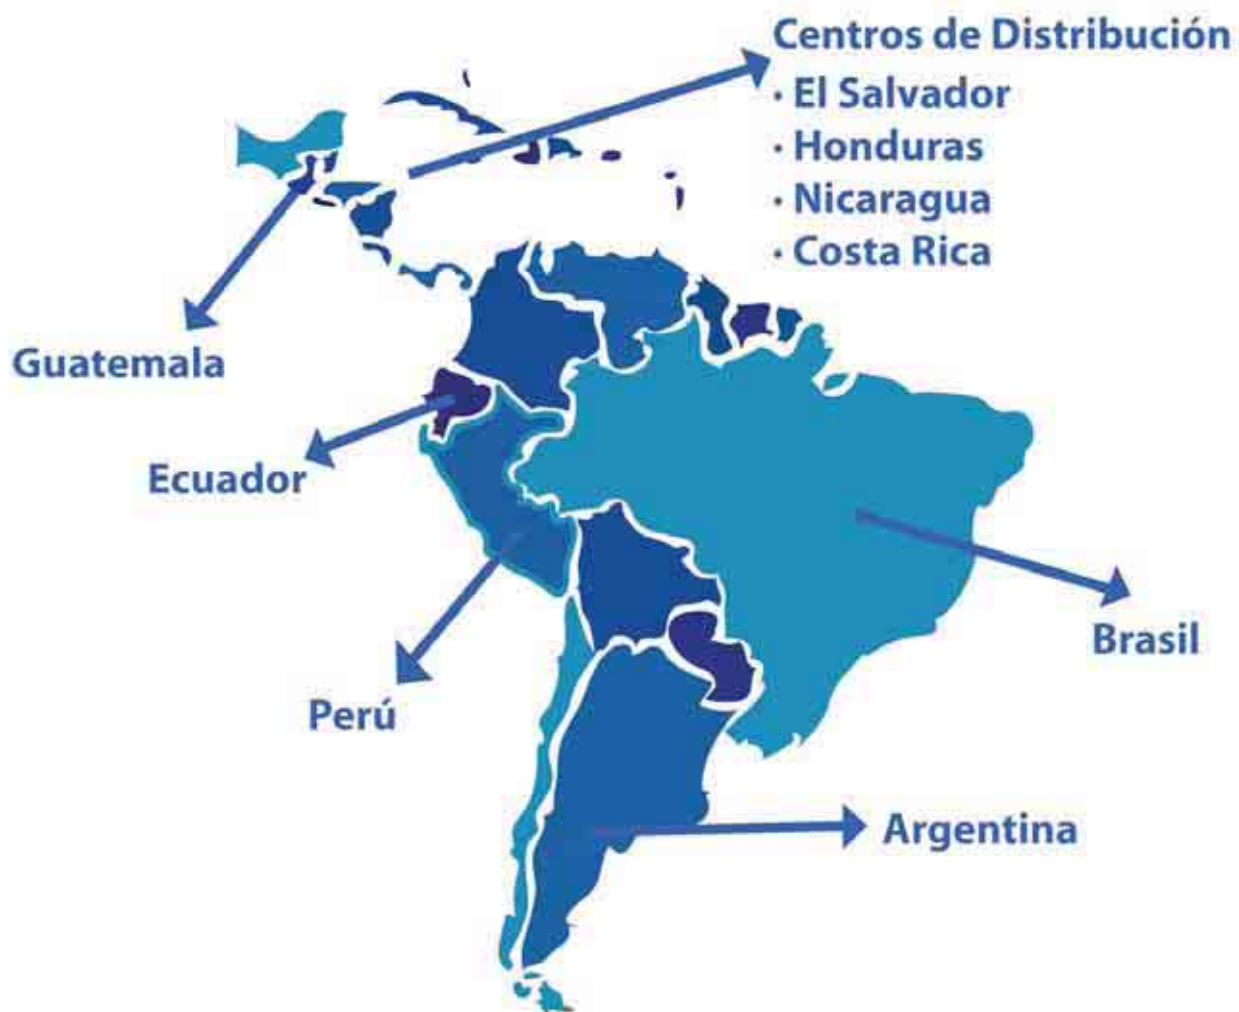 Centros de Distribución
· El Salvador
· Honduras
· Nicaragua
· Costa Rica
Guatemala
Ecuador
Brasil
Perú
Argentina